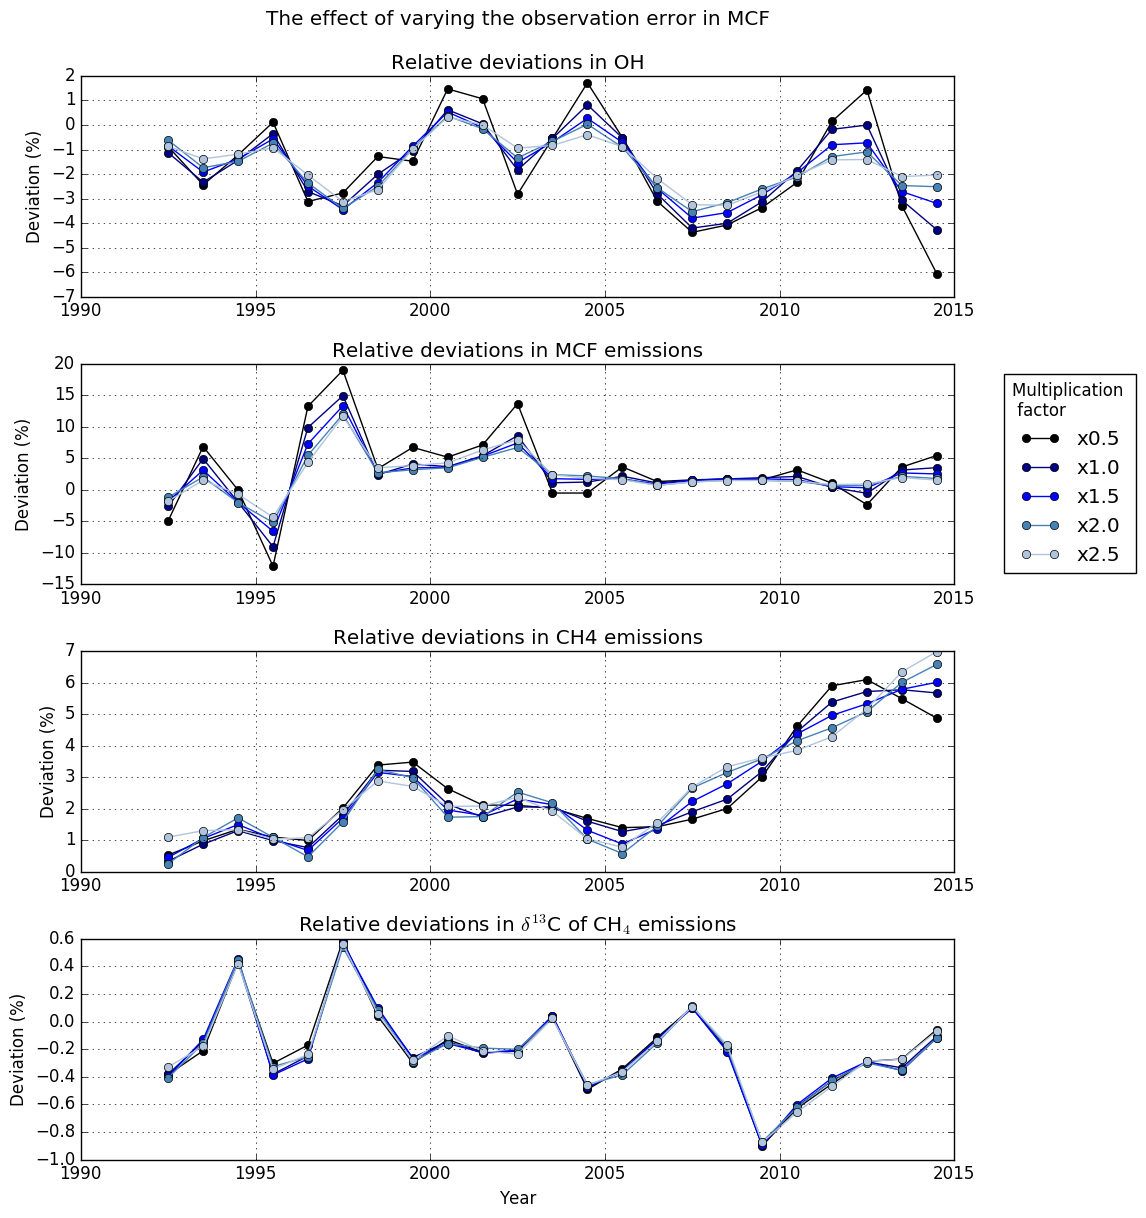 The effect of varying the observation error in MCF
Relative deviations in OH
Deviation (%)
2
1
0
−1
−2
−3
−4
−5
−6
−7
1990 1995 2000 2005 2010 2015
Relative deviations in MCF emissions
Deviation (%)
20
15
10
5
0
−5
−10
−15
1990 1995 2000 2005 2010 2015
Multiplication
factor
x0.5
x1.0
x1.5
x2.0
x2.5
Relative deviations in CH4 emissions
Deviation (%)
7
6
5
4
3
2
1
0
1990 1995 2000 2005 2010 2015
Relative deviations in δ¹³C of CH₄ emissions
Deviation (%)
0.6
0.4
0.2
0.0
−0.2
−0.4
−0.6
−0.8
−1.0
1990 1995 2000 2005 2010 2015
Year